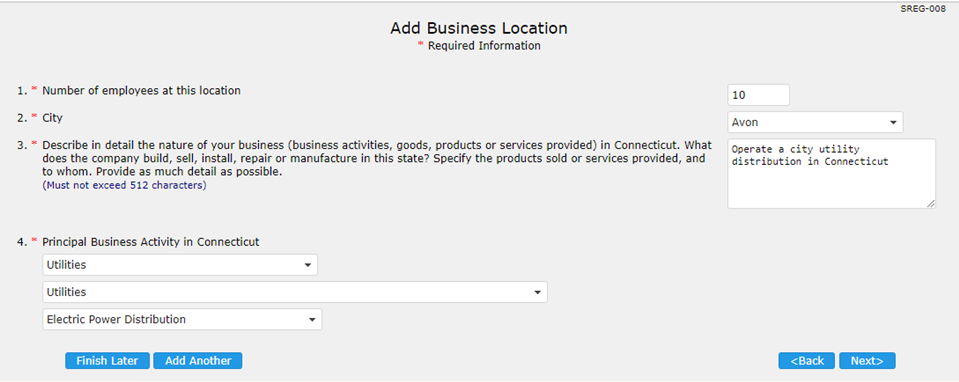 SREG-008
Add Business Location
* Required Information
1. * Number of employees at this location
10
2. * City
Avon
3. * Describe in detail the nature of your business (business activities, goods, products or services provided) in Connecticut. What
does the company build, sell, install, repair or manufacture in this state? Specify the products sold or services provided, and
to whom. Provide as much detail as possible.
(Must not exceed 512 characters)
Operate a city utility
distribution in Connecticut
4. * Principal Business Activity in Connecticut
Utilities
Utilities
Electric Power Distribution
Finish Later Add Another <Back Next>